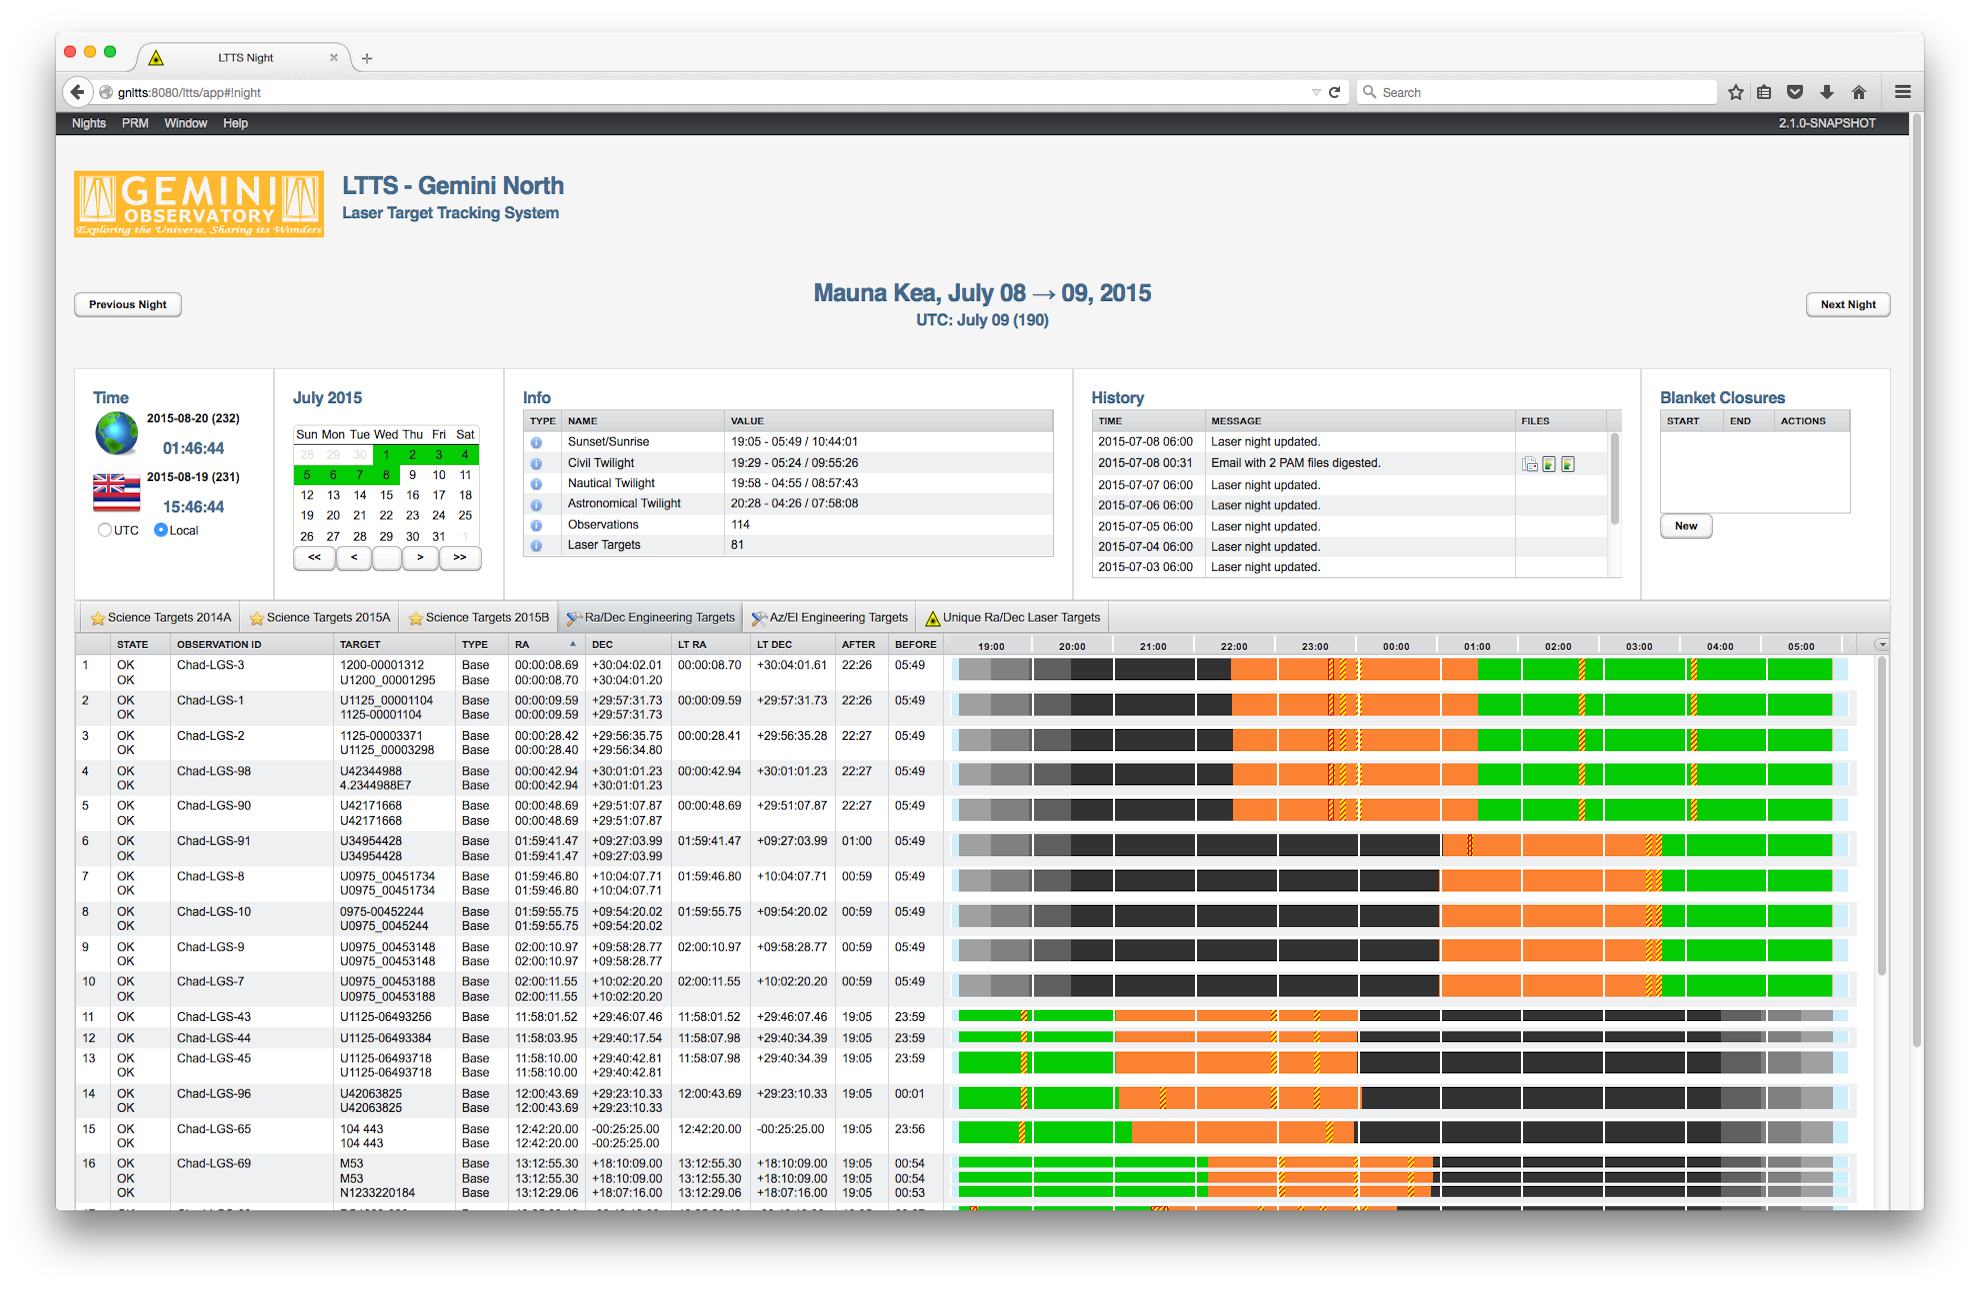 LTTS Night
gnltts:8080/ltts/app#!night
Search
Nights PRM Window Help 2.1.0-SNAPSHOT
GEMINI
OBSERVATORY
Exploring the Universe, Sharing its Wonders
LTTS - Gemini North
Laser Target Tracking System
Previous Night
Mauna Kea, July 08 → 09, 2015
UTC: July 09 (190)
Next Night
Time
2015-08-20 (232)
01:46:44
2015-08-19 (231)
15:46:44
UTC Local
July 2015
Sun Mon Tue Wed Thu Fri Sat
28 29 30 1 2 3 4
5 6 7 8 9 10 11
12 13 14 15 16 17 18
19 20 21 22 23 24 25
26 27 28 29 30 31 1
<< < > >>
Info
TYPE NAME VALUE
Sunset/Sunrise 19:05 - 05:49 / 10:44:01
Civil Twilight 19:29 - 05:24 / 09:55:26
Nautical Twilight 19:58 - 04:55 / 08:57:43
Astronomical Twilight 20:28 - 04:26 / 07:58:08
Observations 114
Laser Targets 81
History
TIME MESSAGE FILES
2015-07-08 06:00 Laser night updated.
2015-07-08 00:31 Email with 2 PAM files digested.
2015-07-07 06:00 Laser night updated.
2015-07-06 06:00 Laser night updated.
2015-07-05 06:00 Laser night updated.
2015-07-04 06:00 Laser night updated.
2015-07-03 06:00 Laser night updated.
Blanket Closures
START END ACTIONS
New
Science Targets 2014A Science Targets 2015A Science Targets 2015B Ra/Dec Engineering Targets Az/El Engineering Targets Unique Ra/Dec Laser Targets
STATE OBSERVATION ID TARGET TYPE RA DEC LT RA LT DEC AFTER BEFORE 19:00 20:00 21:00 22:00 23:00 00:00 01:00 02:00 03:00 04:00 05:00
1 OK Chad-LGS-3 1200-00001312 Base 00:00:08.69 +30:04:02.01 00:00:08.70 +30:04:01.61 22:26 05:49
OK U1200_00001295 Base 00:00:08.70 +30:04:01.20
2 OK Chad-LGS-1 U1125_00001104 Base 00:00:09.59 +29:57:31.73 00:00:09.59 +29:57:31.73 22:26 05:49
OK 1125-00001104 Base 00:00:09.59 +29:57:31.73
3 OK Chad-LGS-2 1125-00003371 Base 00:00:28.42 +29:56:35.75 00:00:28.41 +29:56:35.28 22:27 05:49
OK U1125_00003298 Base 00:00:28.40 +29:56:34.80
4 OK Chad-LGS-98 U42344988 Base 00:00:42.94 +30:01:01.23 00:00:42.94 +30:01:01.23 22:27 05:49
OK 4.2344988E7 Base 00:00:42.94 +30:01:01.23
5 OK Chad-LGS-90 U42171668 Base 00:00:48.69 +29:51:07.87 00:00:48.69 +29:51:07.87 22:27 05:49
OK U42171668 Base 00:00:48.69 +29:51:07.87
6 OK Chad-LGS-91 U34954428 Base 01:59:41.47 +09:27:03.99 01:59:41.47 +09:27:03.99 01:00 05:49
OK U34954428 Base 01:59:41.47 +09:27:03.99
7 OK Chad-LGS-8 U0975_00451734 Base 01:59:46.80 +10:04:07.71 01:59:46.80 +10:04:07.71 00:59 05:49
OK U0975_00451734 Base 01:59:46.80 +10:04:07.71
8 OK Chad-LGS-10 0975-00452244 Base 01:59:55.75 +09:54:20.02 01:59:55.75 +09:54:20.02 00:59 05:49
OK U0975_0045244 Base 01:59:55.75 +09:54:20.02
9 OK Chad-LGS-9 U0975_00453148 Base 02:00:10.97 +09:58:28.77 02:00:10.97 +09:58:28.77 00:59 05:49
OK U0975_00453148 Base 02:00:10.97 +09:58:28.77
10 OK Chad-LGS-7 U0975_00453188 Base 02:00:11.55 +10:02:20.20 02:00:11.55 +10:02:20.20 00:59 05:49
OK U0975_00453188 Base 02:00:11.55 +10:02:20.20
11 OK Chad-LGS-43 U1125-06493256 Base 11:58:01.52 +29:46:07.46 11:58:01.52 +29:46:07.46 19:05 23:59
12 OK Chad-LGS-44 U1125-06493384 Base 11:58:03.95 +29:40:17.54 11:58:07.98 +29:40:34.39 19:05 23:59
13 OK Chad-LGS-45 U1125-06493718 Base 11:58:10.00 +29:40:42.81 11:58:07.98 +29:40:34.39 19:05 23:59
OK U1125-06493718 Base 11:58:10.00 +29:40:42.81
14 OK Chad-LGS-96 U42063825 Base 12:00:43.69 +29:23:10.33 12:00:43.69 +29:23:10.33 19:05 00:01
OK U42063825 Base 12:00:43.69 +29:23:10.33
15 OK Chad-LGS-65 104 443 Base 12:42:20.00 -00:25:25.00 12:42:20.00 -00:25:25.00 19:05 23:56
OK 104 443 Base 12:42:20.00 -00:25:25.00
16 OK Chad-LGS-69 M53 Base 13:12:55.30 +18:10:09.00 13:12:55.30 +18:10:09.00 19:05 00:54
OK M53 Base 13:12:55.30 +18:10:09.00 13:12:55.30 +18:10:09.00 19:05 00:54
OK N1233220184 Base 13:12:29.06 +18:07:16.00 13:12:29.06 +18:07:16.00 19:05 00:53